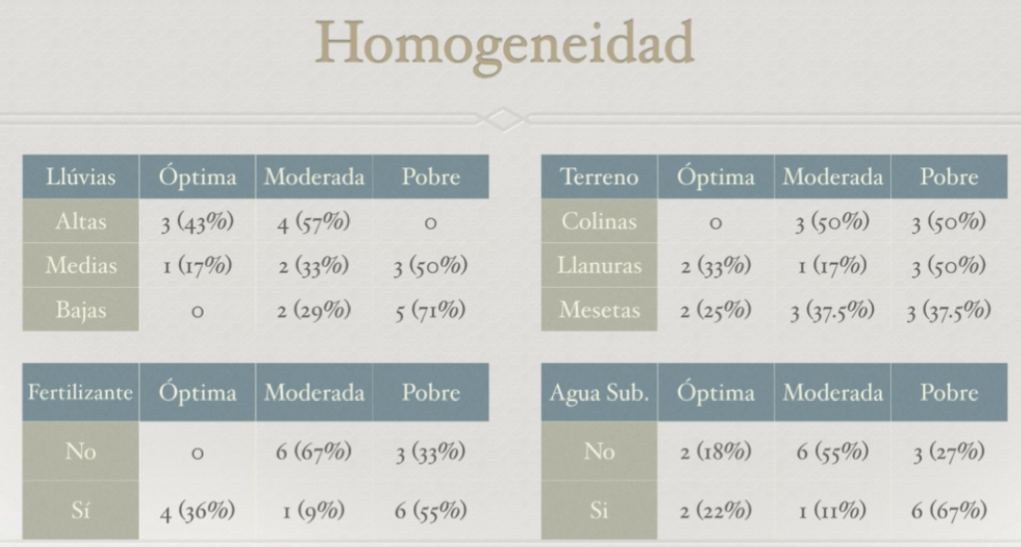 Homogeneidad
Llúvias Óptima Moderada Pobre
Altas 3 (43%) 4 (57%) 0
Medias 1 (17%) 2 (33%) 3 (50%)
Bajas 0 2 (29%) 5 (71%)
Terreno Óptima Moderada Pobre
Colinas 0 3 (50%) 3 (50%)
Llanuras 2 (33%) 1 (17%) 3 (50%)
Mesetas 2 (25%) 3 (37.5%) 3 (37.5%)
Fertilizante Óptima Moderada Pobre
No 0 6 (67%) 3 (33%)
Sí 4 (36%) 1 (9%) 6 (55%)
Agua Sub. Óptima Moderada Pobre
No 2 (18%) 6 (55%) 3 (27%)
Si 2 (22%) 1 (11%) 6 (67%)